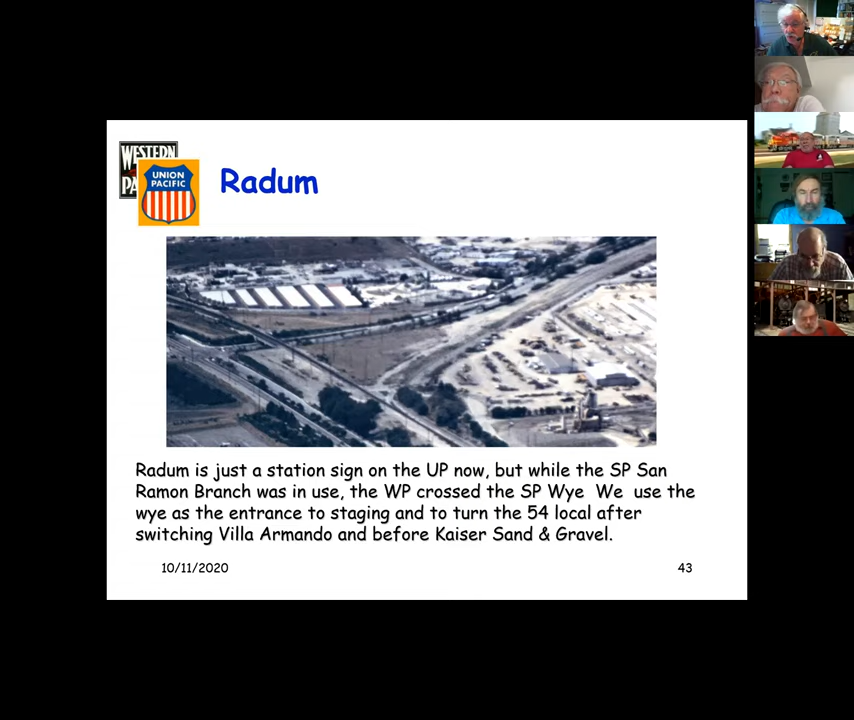 WESTERN
PA
UNION
PACIFIC
Radum
Radum is just a station sign on the UP now, but while the SP San
Ramon Branch was in use, the WP crossed the SP Wye  We  use the
wye as the entrance to staging and to turn the 54 local after
switching Villa Armando and before Kaiser Sand & Gravel.
10/11/2020
43